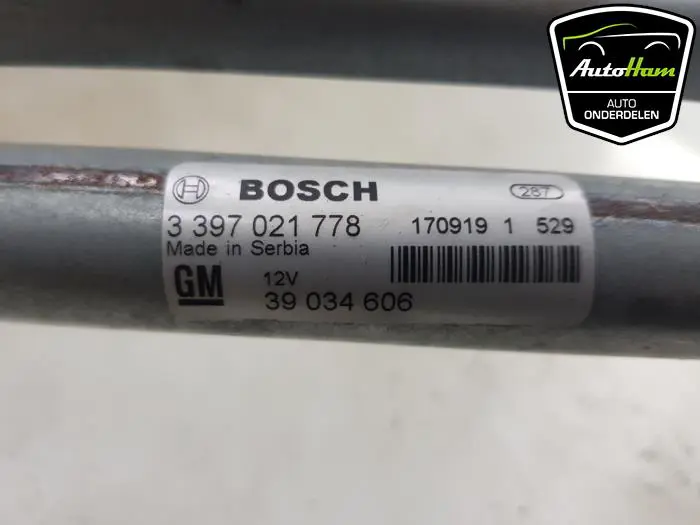 AutoHam
AUTO
ONDERDELEN
BOSCH 287
3 397 021 778 170919 1 529
Made in Serbia
GM 12V
39 034 606